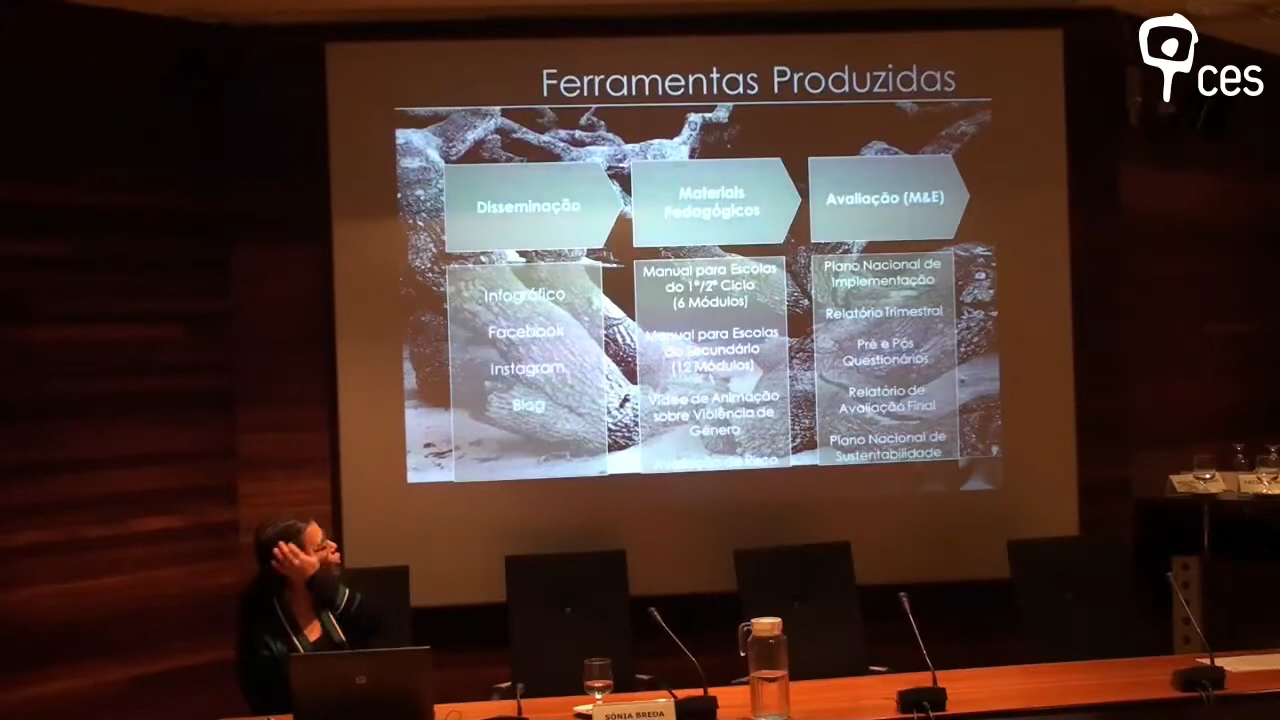 ces
Ferramentas Produzidas
Disseminação
Infográfico
Facebook
Instagram
Blog
Materiais
Pedagógicos
Manual para Escolas
do 1º/2º Ciclo
(6 Módulos)
Manual para Escolas
do Secundário
(12 Módulos)
Vídeo de Animação
sobre Violência de
Género
Avaliação (M&E)
Plano Nacional de
Implementação
Relatório Trimestral
Pré e Pós
Questionários
Relatório de
Avaliação Final
Plano Nacional de
Sustentabilidade
SÓNIA BREDA